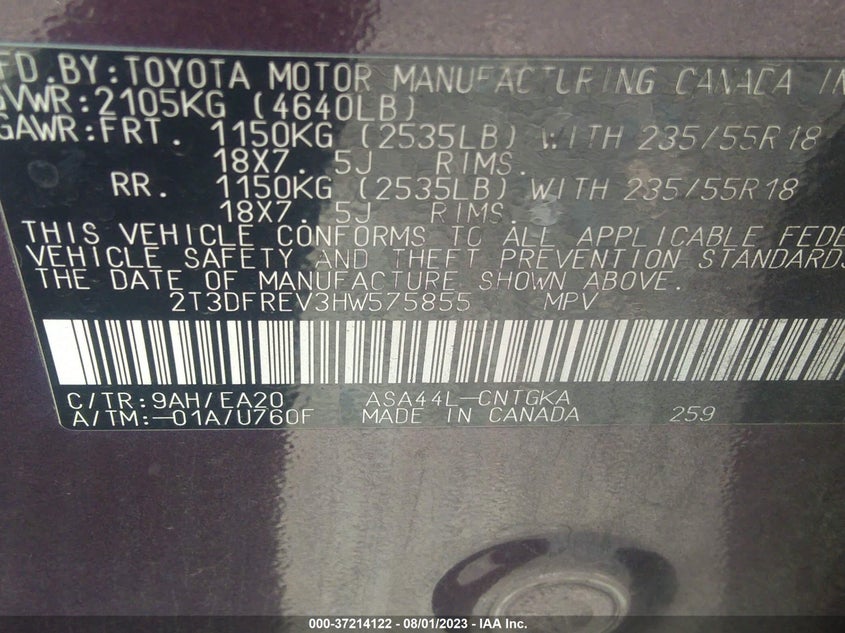 FD. BY: TOYOTA MOTOR MANUFACTURING CANADA IN
GVWR: 2105KG (4640LB)
GAWR: FRT. 1150KG (2535LB) WITH 235/55R18
18X7. 5J RIMS.
RR. 1150KG (2535LB) WITH 235/55R18
18X7. 5J RIMS.
THIS VEHICLE CONFORMS TO ALL APPLICABLE FEDE
VEHICLE SAFETY AND THEFT PREVENTION STANDARDS
THE DATE OF MANUFACTURE SHOWN ABOVE.
2T3DFREV3HW575855 MPV
C/TR: 9AH/EA20 ASA44L-CNTGKA
A/TM: -01A/U760F MADE IN CANADA 259
000-37214122 - 08/01/2023 - IAA Inc.